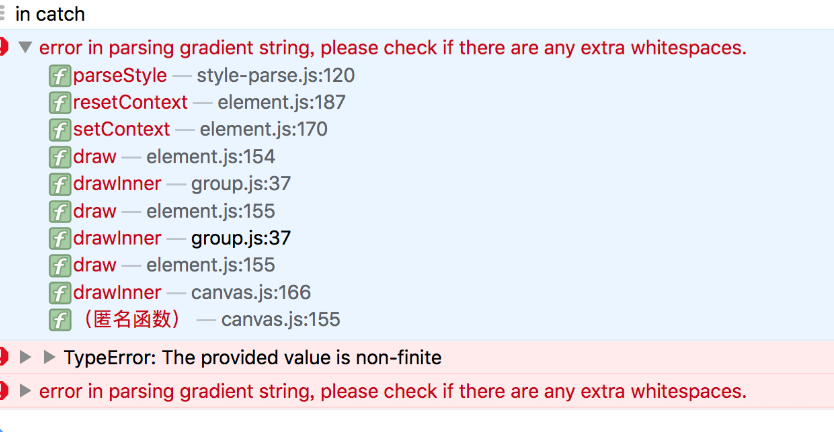 in catch
error in parsing gradient string, please check if there are any extra whitespaces.
f parseStyle — style-parse.js:120
f resetContext — element.js:187
f setContext — element.js:170
f draw — element.js:154
f drawInner — group.js:37
f draw — element.js:155
f drawInner — group.js:37
f draw — element.js:155
f drawInner — canvas.js:166
f （匿名函数） — canvas.js:155
TypeError: The provided value is non-finite
error in parsing gradient string, please check if there are any extra whitespaces.